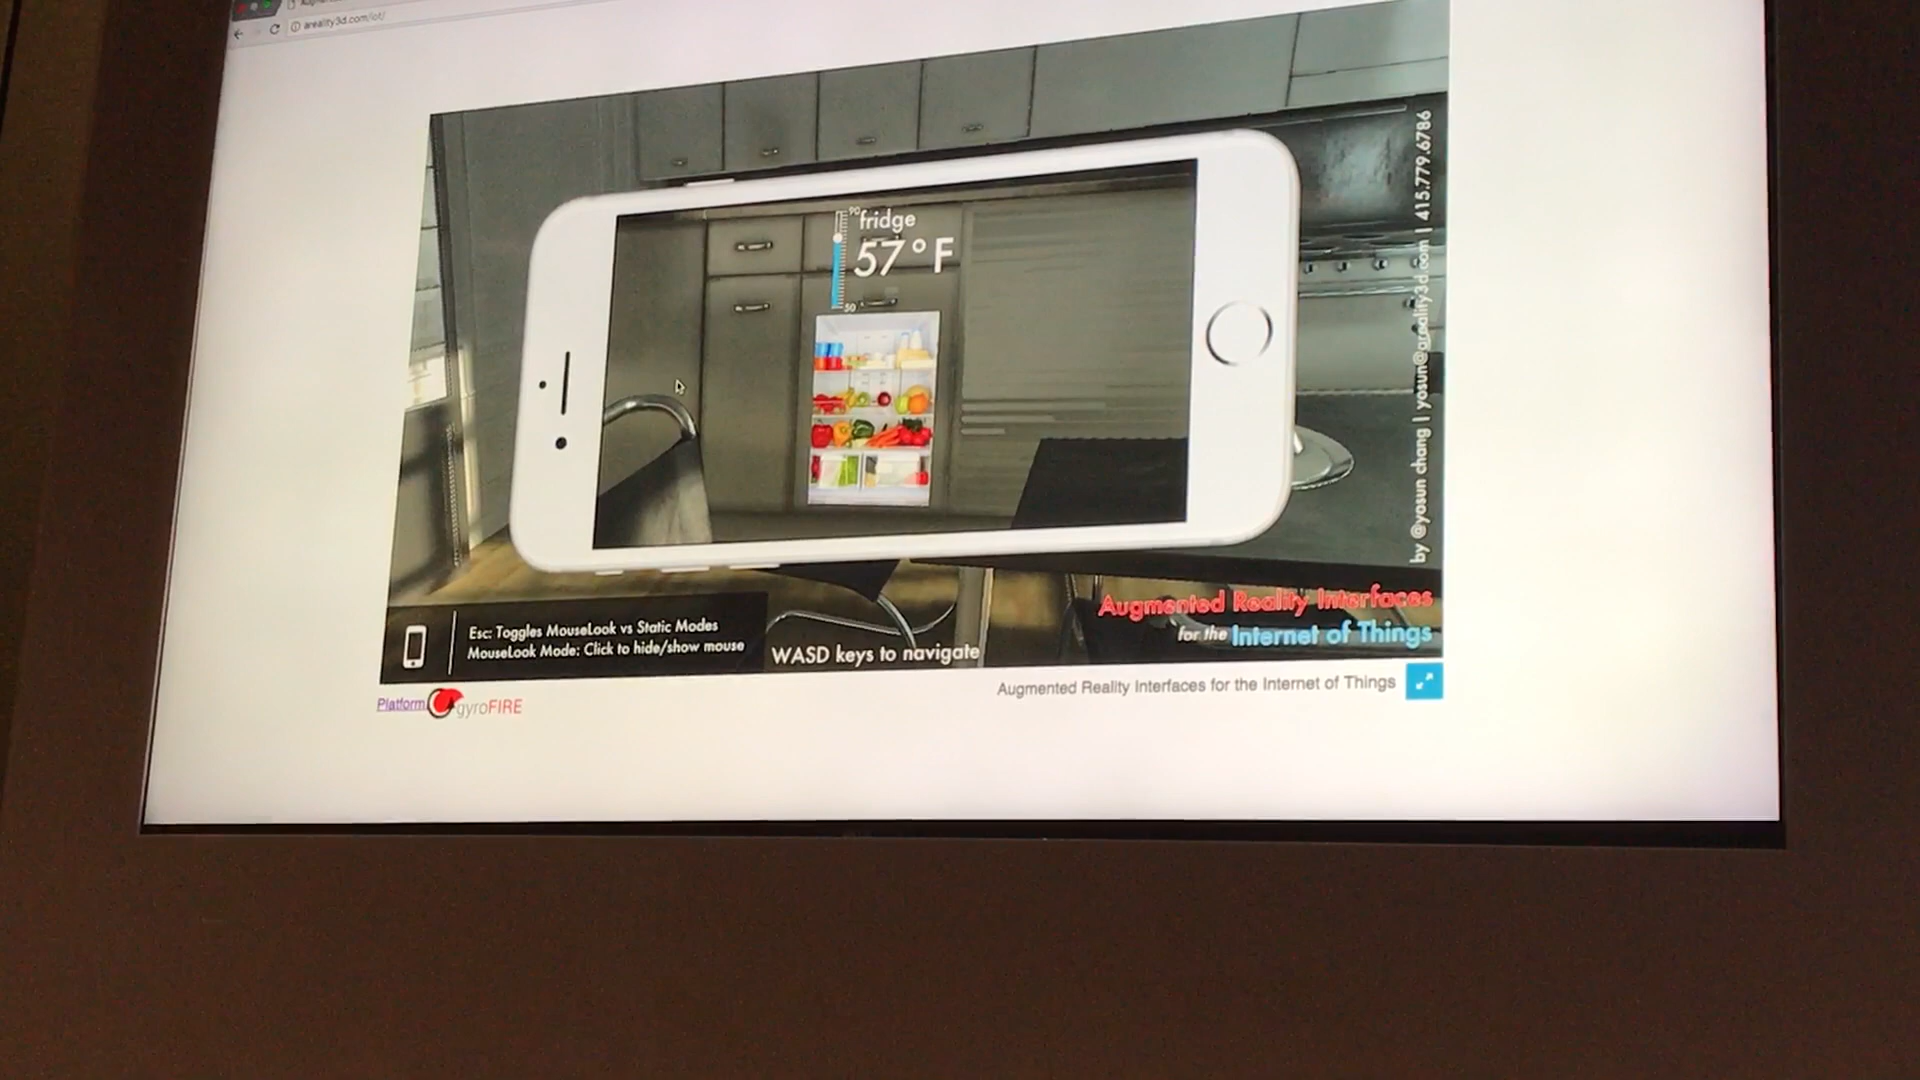 areality3d.com/iot/
90
fridge
57°F
50
by @yosun chang | yosun@areality3d.com | 415.779.6786
Esc: Toggles MouseLook vs Static Modes
MouseLook Mode: Click to hide/show mouse
WASD keys to navigate
Augmented Reality Interfaces
for the Internet of Things
Platform gyroFIRE
Augmented Reality Interfaces for the Internet of Things